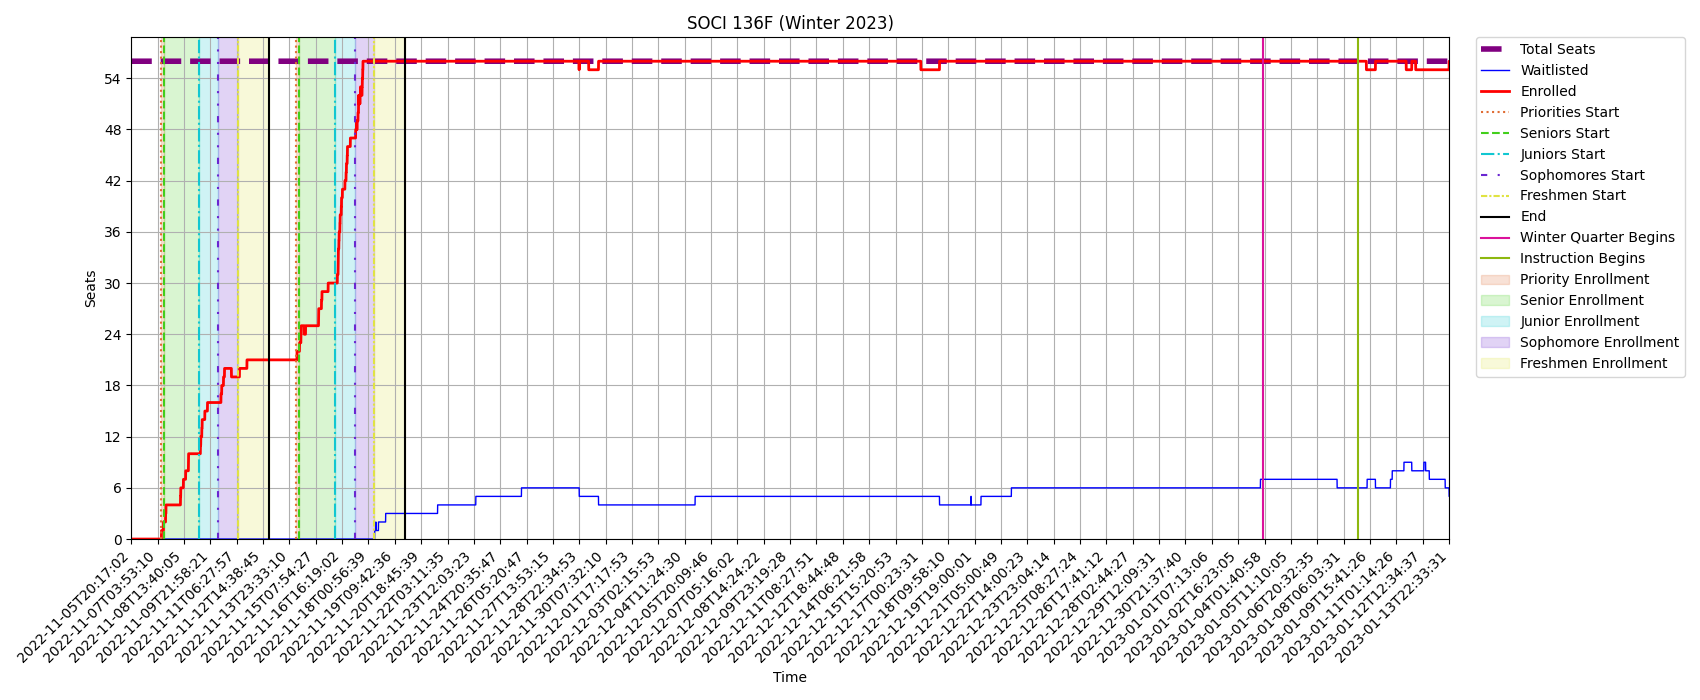 SOCI 136F (Winter 2023)
Seats
54
48
42
36
30
24
18
12
6
0
2022-11-05T20:17:02
2022-11-07T03:53:10
2022-11-08T13:40:05
2022-11-09T21:58:21
2022-11-11T06:27:57
2022-11-12T14:38:45
2022-11-13T23:33:10
2022-11-15T07:54:27
2022-11-16T16:19:02
2022-11-18T00:56:39
2022-11-19T09:42:36
2022-11-20T18:45:39
2022-11-22T03:11:35
2022-11-23T12:03:23
2022-11-24T20:35:47
2022-11-26T05:20:47
2022-11-27T13:53:15
2022-11-28T22:34:53
2022-11-30T07:32:10
2022-12-01T17:17:53
2022-12-03T02:15:53
2022-12-04T11:24:30
2022-12-05T20:09:46
2022-12-07T05:16:02
2022-12-08T14:24:22
2022-12-09T23:19:28
2022-12-11T08:27:51
2022-12-12T18:44:48
2022-12-14T06:21:58
2022-12-15T15:20:53
2022-12-17T00:23:31
2022-12-18T09:58:10
2022-12-19T19:00:01
2022-12-21T05:00:49
2022-12-22T14:00:23
2022-12-23T23:04:14
2022-12-25T08:27:24
2022-12-26T17:41:12
2022-12-28T02:44:27
2022-12-29T12:09:31
2022-12-30T21:37:40
2023-01-01T07:13:06
2023-01-02T16:23:05
2023-01-04T01:40:58
2023-01-05T11:10:05
2023-01-06T20:32:35
2023-01-08T06:03:31
2023-01-09T15:41:26
2023-01-11T01:14:26
2023-01-12T12:34:37
2023-01-13T22:33:31
Time
Total Seats
Waitlisted
Enrolled
Priorities Start
Seniors Start
Juniors Start
Sophomores Start
Freshmen Start
End
Winter Quarter Begins
Instruction Begins
Priority Enrollment
Senior Enrollment
Junior Enrollment
Sophomore Enrollment
Freshmen Enrollment